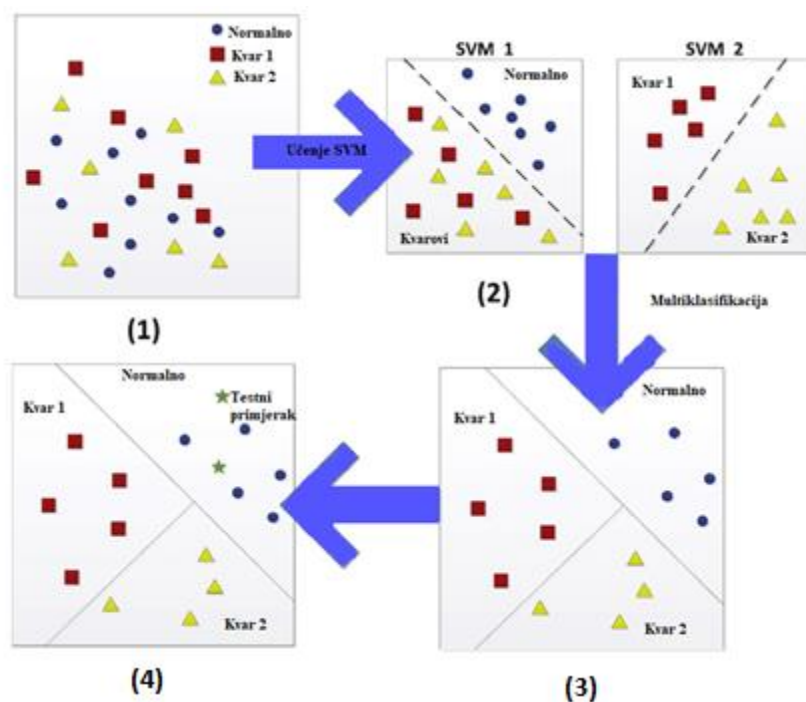 Normalno
Kvar 1
Kvar 2
(1)
Učenje SVM
SVM 1
Normalno
Kvarovi
SVM 2
Kvar 1
Kvar 2
(2)
Multiklasifikacija
Normalno
Kvar 1
Kvar 2
(3)
Normalno
Testni
primjerak
Kvar 1
Kvar 2
(4)